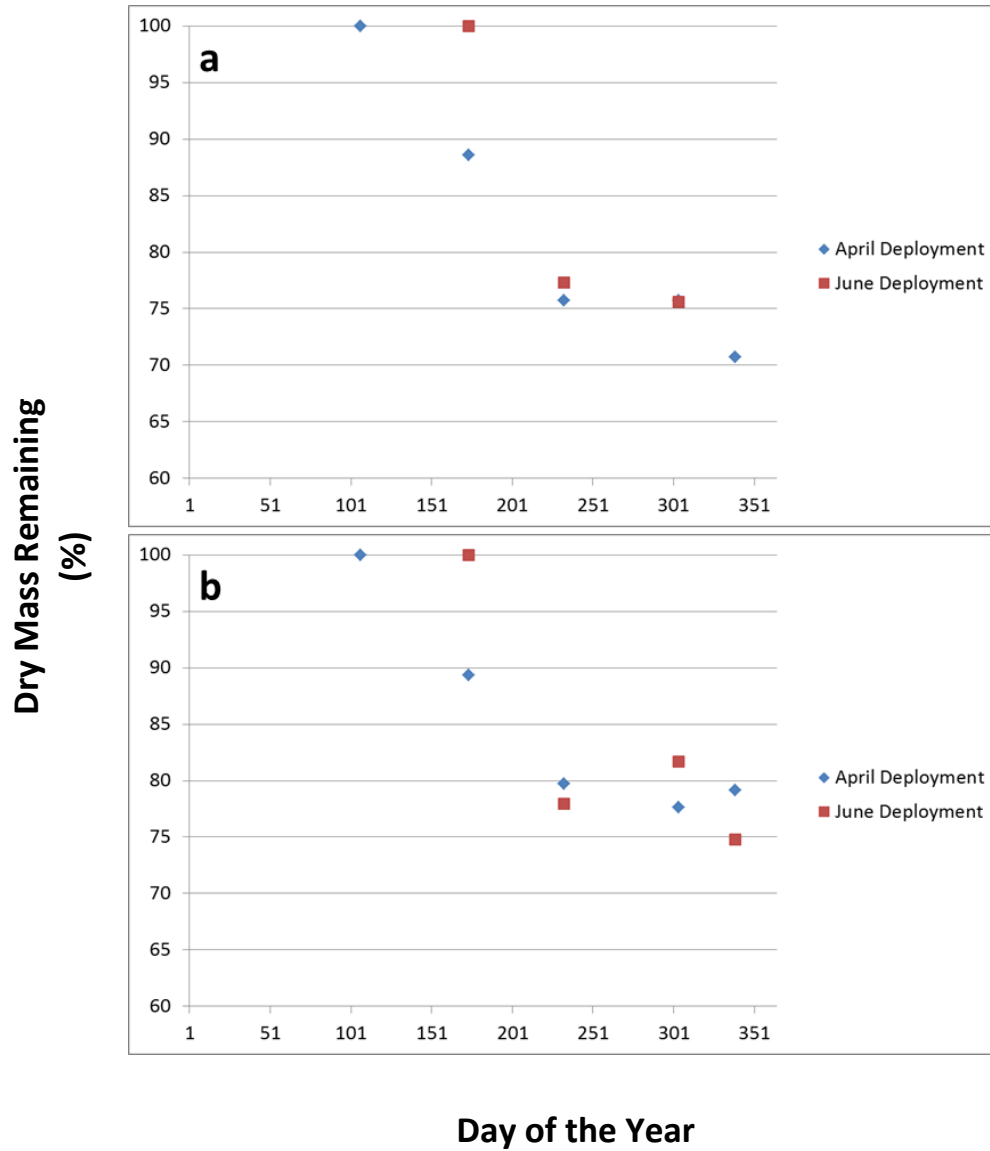 Dry Mass Remaining
(%)
a
100
95
90
85
80
75
70
65
60
1 51 101 151 201 251 301 351
April Deployment
June Deployment
b
100
95
90
85
80
75
70
65
60
1 51 101 151 201 251 301 351
April Deployment
June Deployment
Day of the Year